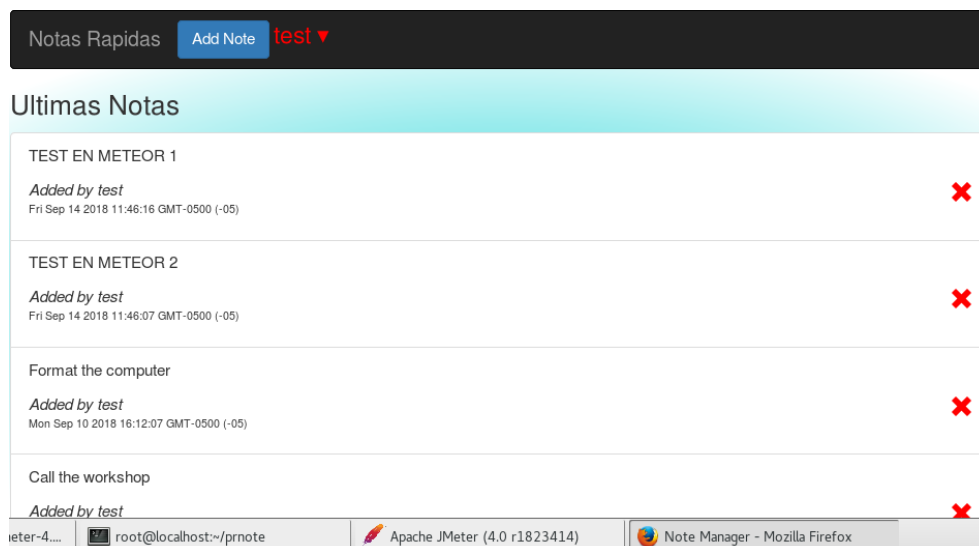 Notas Rapidas Add Note test ▾
Ultimas Notas
TEST EN METEOR 1
Added by test
Fri Sep 14 2018 11:46:16 GMT-0500 (-05)
TEST EN METEOR 2
Added by test
Fri Sep 14 2018 11:46:07 GMT-0500 (-05)
Format the computer
Added by test
Mon Sep 10 2018 16:12:07 GMT-0500 (-05)
Call the workshop
Added by test
eter-4.... root@localhost:~/prnote Apache JMeter (4.0 r1823414) Note Manager - Mozilla Firefox